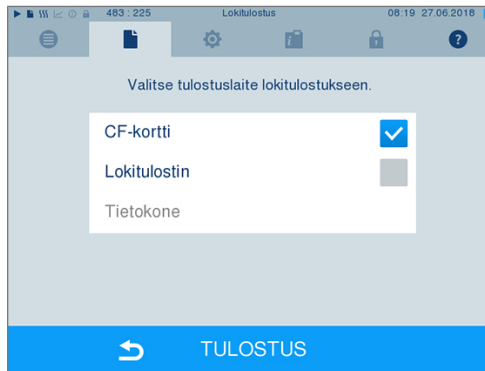 483 : 225 Lokitulostus 08:19 27.06.2018
Valitse tulostuslaite lokitulostukseen.
CF-kortti
Lokitulostin
Tietokone
TULOSTUS